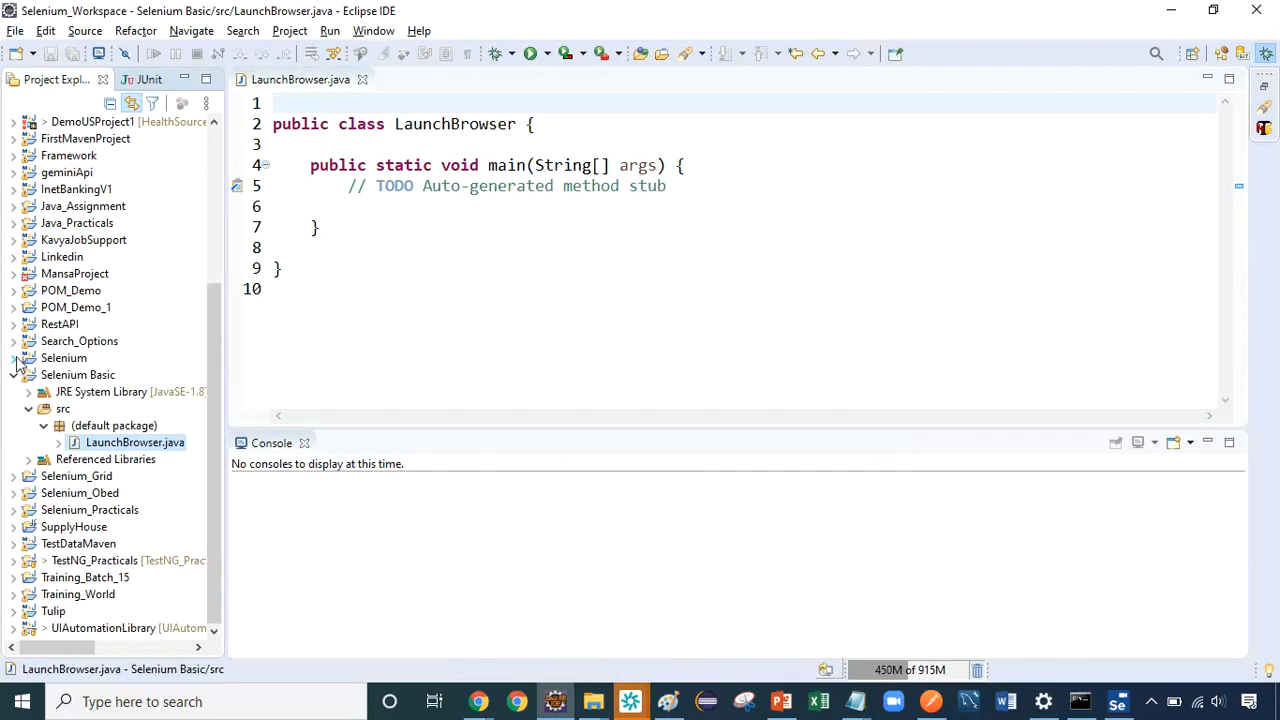 Selenium_Workspace - Selenium Basic/src/LaunchBrowser.java - Eclipse IDE
File Edit Source Refactor Navigate Search Project Run Window Help
Project Expl... JUnit
LaunchBrowser.java
> DemoUSProject1 [HealthSource
FirstMavenProject
Framework
geminiApi
InetBankingV1
Java_Assignment
Java_Practicals
KavyaJobSupport
Linkedin
MansaProject
POM_Demo
POM_Demo_1
RestAPI
Search_Options
Selenium
Selenium Basic
JRE System Library [JavaSE-1.8]
src
(default package)
LaunchBrowser.java
Referenced Libraries
Selenium_Grid
Selenium_Obed
Selenium_Practicals
SupplyHouse
TestDataMaven
> TestNG_Practicals [TestNG_Prac
Training_Batch_15
Training_World
Tulip
> UIAutomationLibrary [UIAutom
1
2 public class LaunchBrowser {
3
4 public static void main(String[] args) {
5 // TODO Auto-generated method stub
6
7 }
8
9 }
10
Console
No consoles to display at this time.
LaunchBrowser.java - Selenium Basic/src
450M of 915M
Type here to search